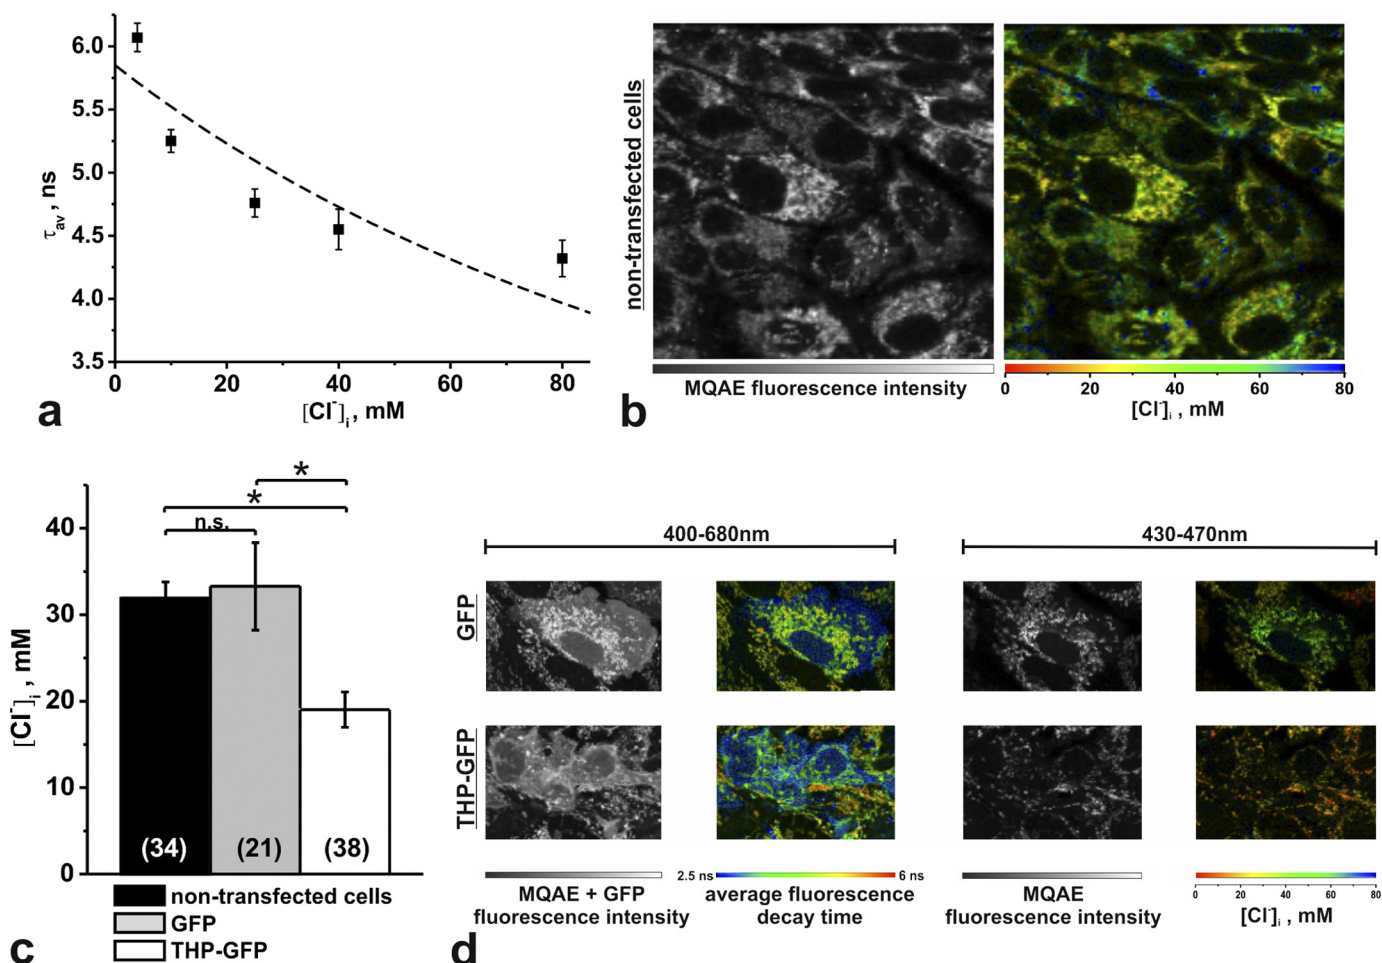 6.0
5.5
5.0
4.5
4.0
3.5
τav, ns
0 20 40 60 80
[Cl-]i, mM
a
non-transfected cells
MQAE fluorescence intensity
0 20 40 60 80
[Cl-]i, mM
b
*
*
n.s.
40
30
20
10
0
[Cl-]i, mM
(34) (21) (38)
non-transfected cells
GFP
THP-GFP
c
400-680nm 430-470nm
GFP
THP-GFP
MQAE + GFP
fluorescence intensity
2.5 ns 6 ns
average fluorescence
decay time
MQAE
fluorescence intensity
0 20 40 60 80
[Cl-]i, mM
d